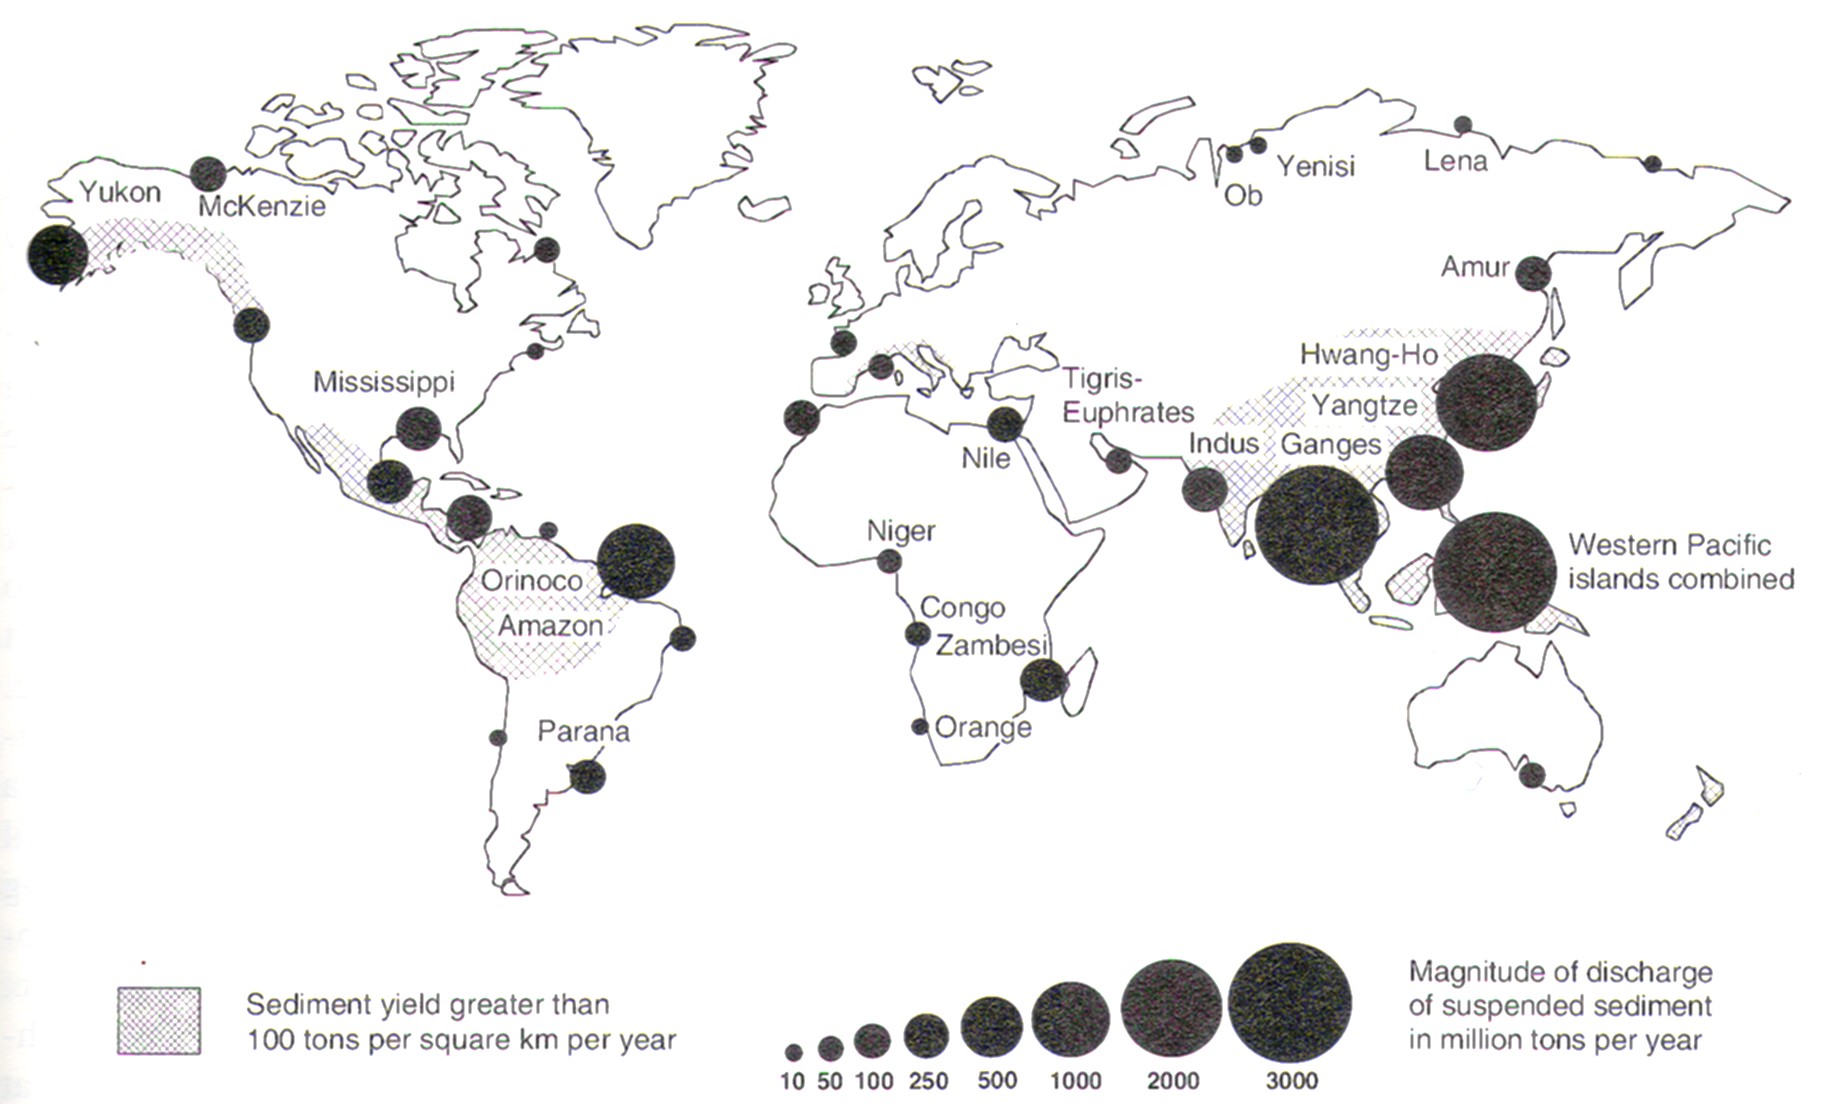 Yukon
McKenzie
Mississippi
Orinoco
Amazon
Parana
Nile
Niger
Congo
Zambesi
Orange
Tigris-
Euphrates
Indus
Ganges
Yangtze
Hwang-Ho
Amur
Ob
Yenisi
Lena
Western Pacific
islands combined
Sediment yield greater than
100 tons per square km per year
10 50 100 250 500 1000 2000 3000
Magnitude of discharge
of suspended sediment
in million tons per year